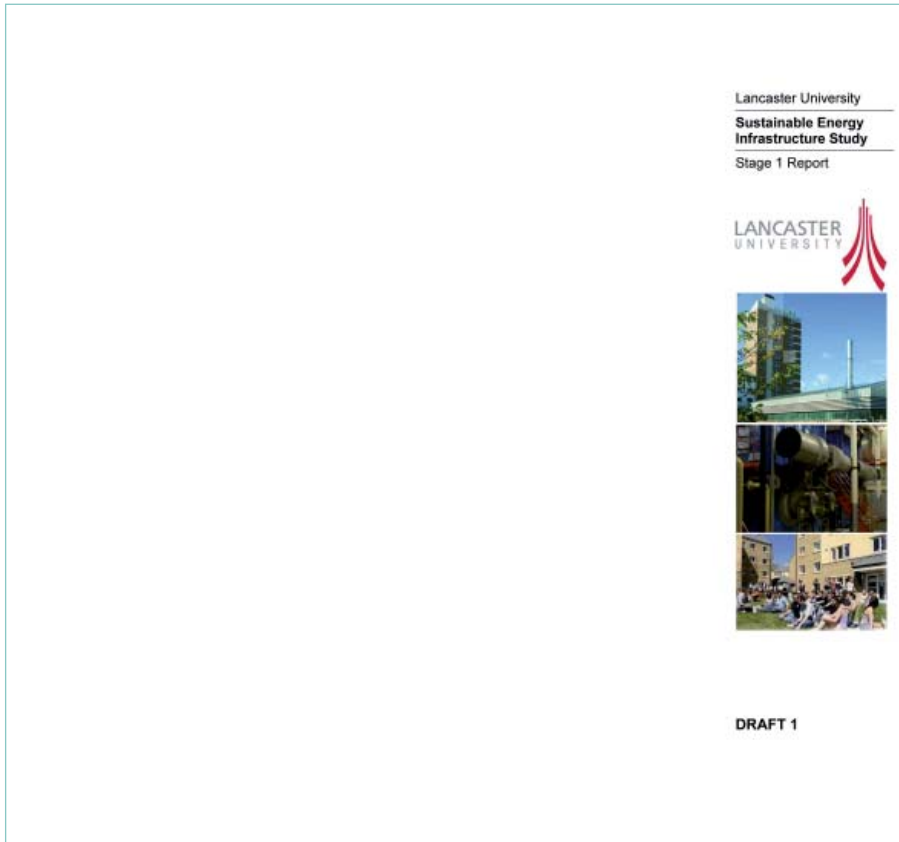 Lancaster University
Sustainable Energy
Infrastructure Study
Stage 1 Report
LANCASTER
UNIVERSITY
DRAFT 1